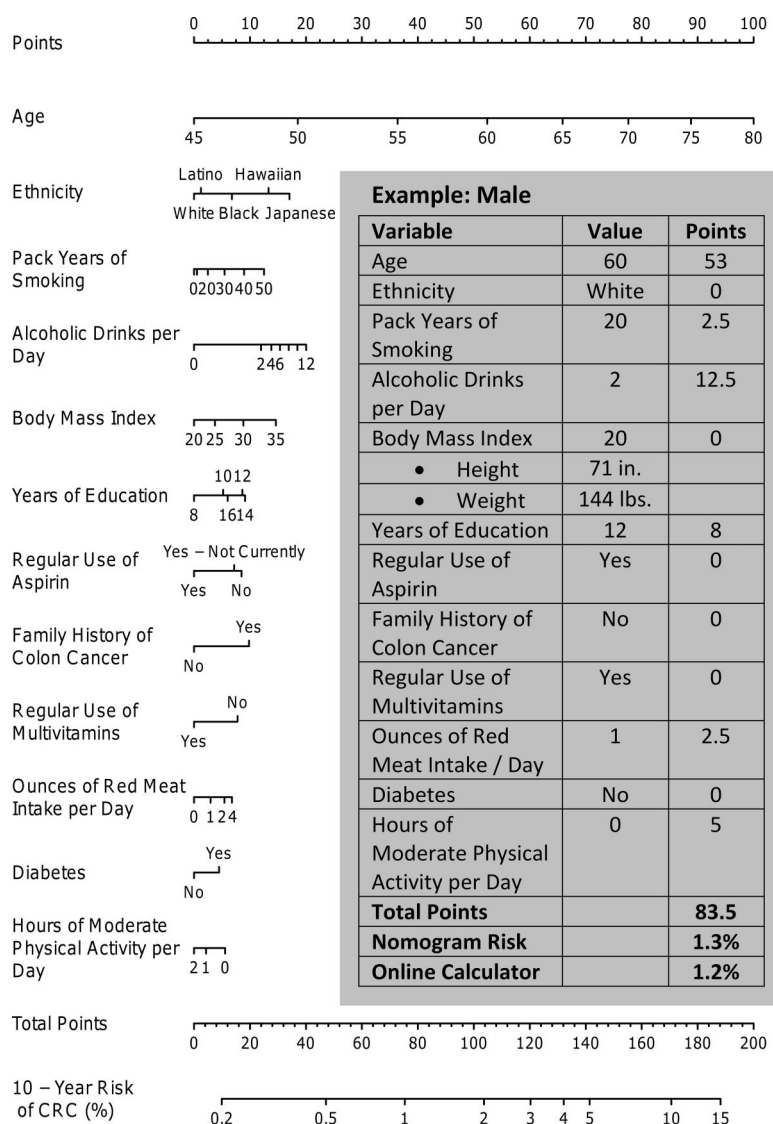 0 10 20 30 40 50 60 70 80 90 100
Points
Age
45 50 55 60 65 70 75 80
Latino Hawaiian
Ethnicity
White Black Japanese
Pack Years of
Smoking
0 20 30 40 50
Alcoholic Drinks per
Day
0 2 4 6 12
Body Mass Index
20 25 30 35
10 12
Years of Education
8 16 14
Yes – Not Currently
Regular Use of
Aspirin
Yes No
Family History of
Colon Cancer
Yes
No
Regular Use of
Multivitamins
No
Yes
Ounces of Red Meat
Intake per Day
0 1 2 4
Yes
Diabetes
No
Hours of Moderate
Physical Activity per
Day
2 1 0
Total Points
0 20 40 60 80 100 120 140 160 180 200
10 – Year Risk
of CRC (%)
0.2 0.5 1 2 3 4 5 10 15
Example: Male
Variable Value Points
Age 60 53
Ethnicity White 0
Pack Years of 20 2.5
Smoking
Alcoholic Drinks 2 12.5
per Day
Body Mass Index 20 0
• Height 71 in.
• Weight 144 lbs.
Years of Education 12 8
Regular Use of Yes 0
Aspirin
Family History of No 0
Colon Cancer
Regular Use of Yes 0
Multivitamins
Ounces of Red 1 2.5
Meat Intake / Day
Diabetes No 0
Hours of 0 5
Moderate Physical
Activity per Day
Total Points 83.5
Nomogram Risk 1.3%
Online Calculator 1.2%